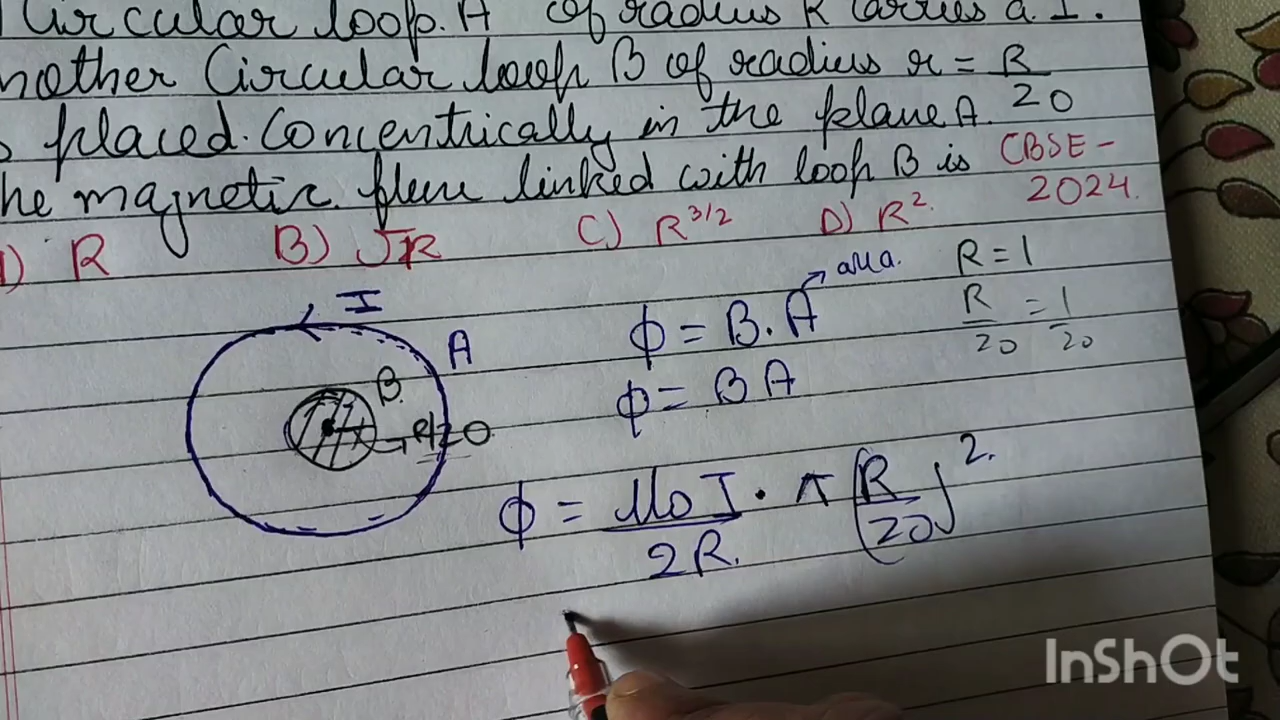 Circular loop. A of radius R carries a. I.
nother Circular loop B of radius r = R/20
s placed. Concentrically in the plane A.
he magnetic flux linked with loop B is CBSE - 2024.
A) R B) √R C) R^3/2 D) R^2.
I
A
B.
R/20
ϕ = B. A → area.
ϕ = BA
R = 1
R/20 = 1/20
ϕ = μ0 I/2R. · π (R/20)^2.
InShOt